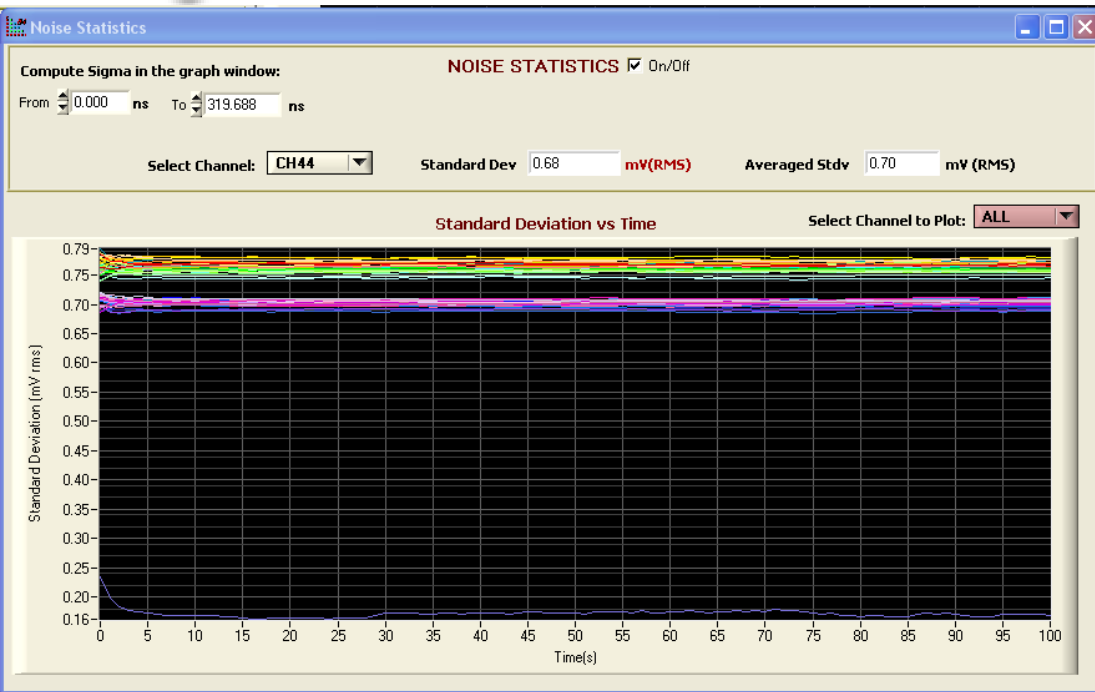 Noise Statistics
Compute Sigma in the graph window:
NOISE STATISTICS On/Off
From 0.000 ns To 319.688 ns
Select Channel: CH44 Standard Dev 0.68 mV(RMS) Averaged Stdv 0.70 mV (RMS)
Standard Deviation vs Time
Select Channel to Plot: ALL
Standard Deviation (mV rms)
0.79
0.75
0.70
0.65
0.60
0.55
0.50
0.45
0.40
0.35
0.30
0.25
0.20
0.16
0 5 10 15 20 25 30 35 40 45 50 55 60 65 70 75 80 85 90 95 100
Time(s)